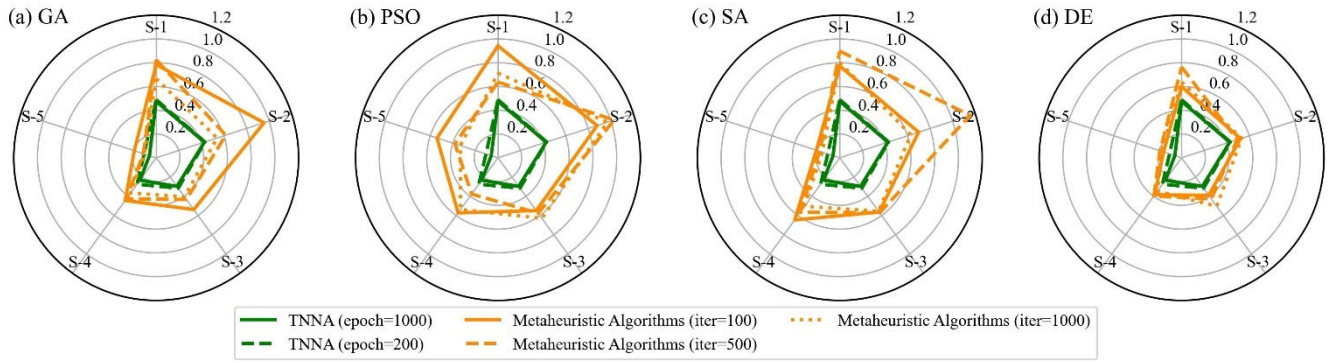 (a) GA
S-1
1.2
1.0
0.8
0.6
0.4
0.2
S-2
S-3
S-4
S-5
(b) PSO
S-1
1.2
1.0
0.8
0.6
0.4
0.2
S-2
S-3
S-4
S-5
(c) SA
S-1
1.2
1.0
0.8
0.6
0.4
0.2
S-2
S-3
S-4
S-5
(d) DE
S-1
1.2
1.0
0.8
0.6
0.4
0.2
S-2
S-3
S-4
S-5
TNNA (epoch=1000)
TNNA (epoch=200)
Metaheuristic Algorithms (iter=100)
Metaheuristic Algorithms (iter=500)
Metaheuristic Algorithms (iter=1000)